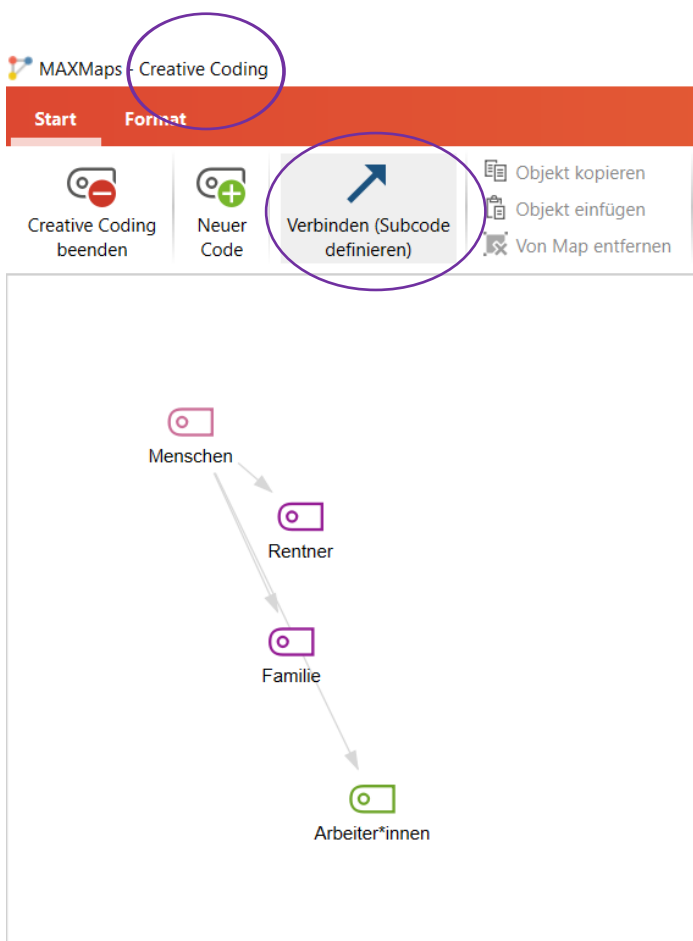 MAXMaps - Creative Coding
Start Format
Creative Coding
beenden
Neuer
Code
Verbinden (Subcode
definieren)
Objekt kopieren
Objekt einfügen
Von Map entfernen
Menschen
Rentner
Familie
Arbeiter*innen